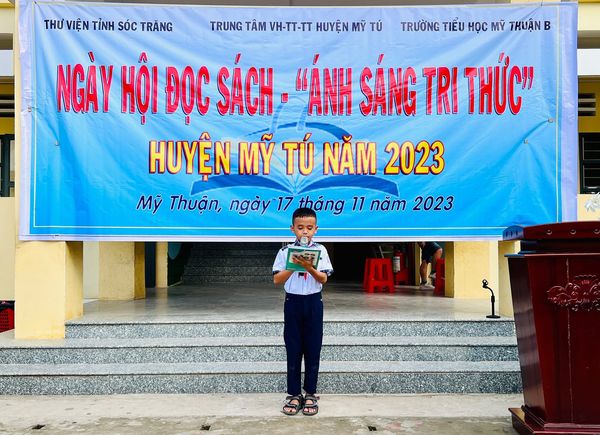 THƯ VIỆN TỈNH SÓC TRĂNG TRUNG TÂM VH-TT-TT HUYỆN MỸ TÚ TRƯỜNG TIỂU HỌC MỸ THUẬN B
NGÀY HỘI ĐỌC SÁCH - "ÁNH SÁNG TRI THỨC"
HUYỆN MỸ TÚ NĂM 2023
Mỹ Thuận, ngày 17 tháng 11 năm 2023